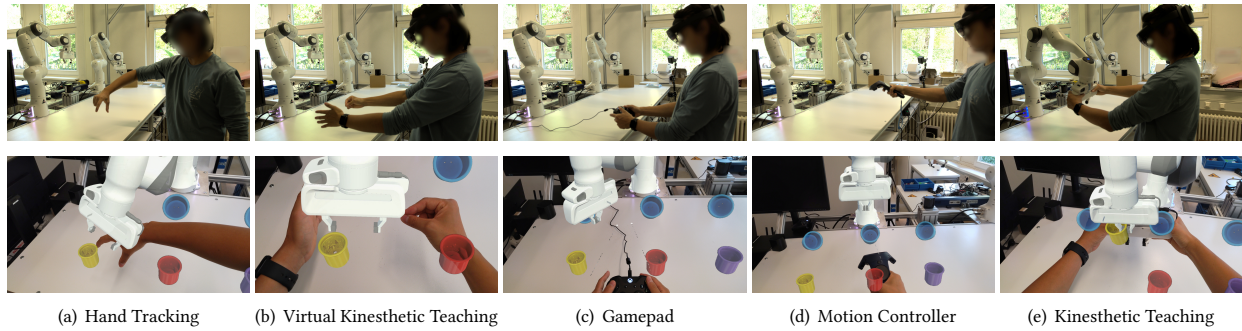 (a) Hand Tracking
(b) Virtual Kinesthetic Teaching
(c) Gamepad
(d) Motion Controller
(e) Kinesthetic Teaching